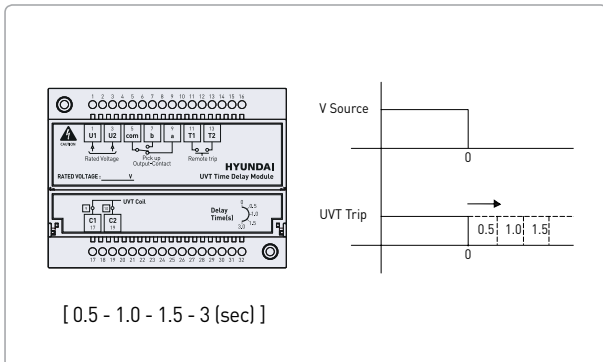 1 2 3 4 5 6 7 8 9 10 11 12 13 14 15 16
1 3 5 7 9 11 13
U1 U2 com b a T1 T2
CAUTION
Rated Voltage
Pick up
Output-Contact
Remote trip
HYUNDAI
RATED VOLTAGE : V
UVT Time Delay Module
UVT Coil
C1 C2
17 19
Delay
Time(s)
0
0.5
1.0
1.5
3.0
17 18 19 20 21 22 23 24 25 26 27 28 29 30 31 32
[ 0.5 - 1.0 - 1.5 - 3 (sec) ]
V Source
0
UVT Trip
0.5 1.0 1.5
0